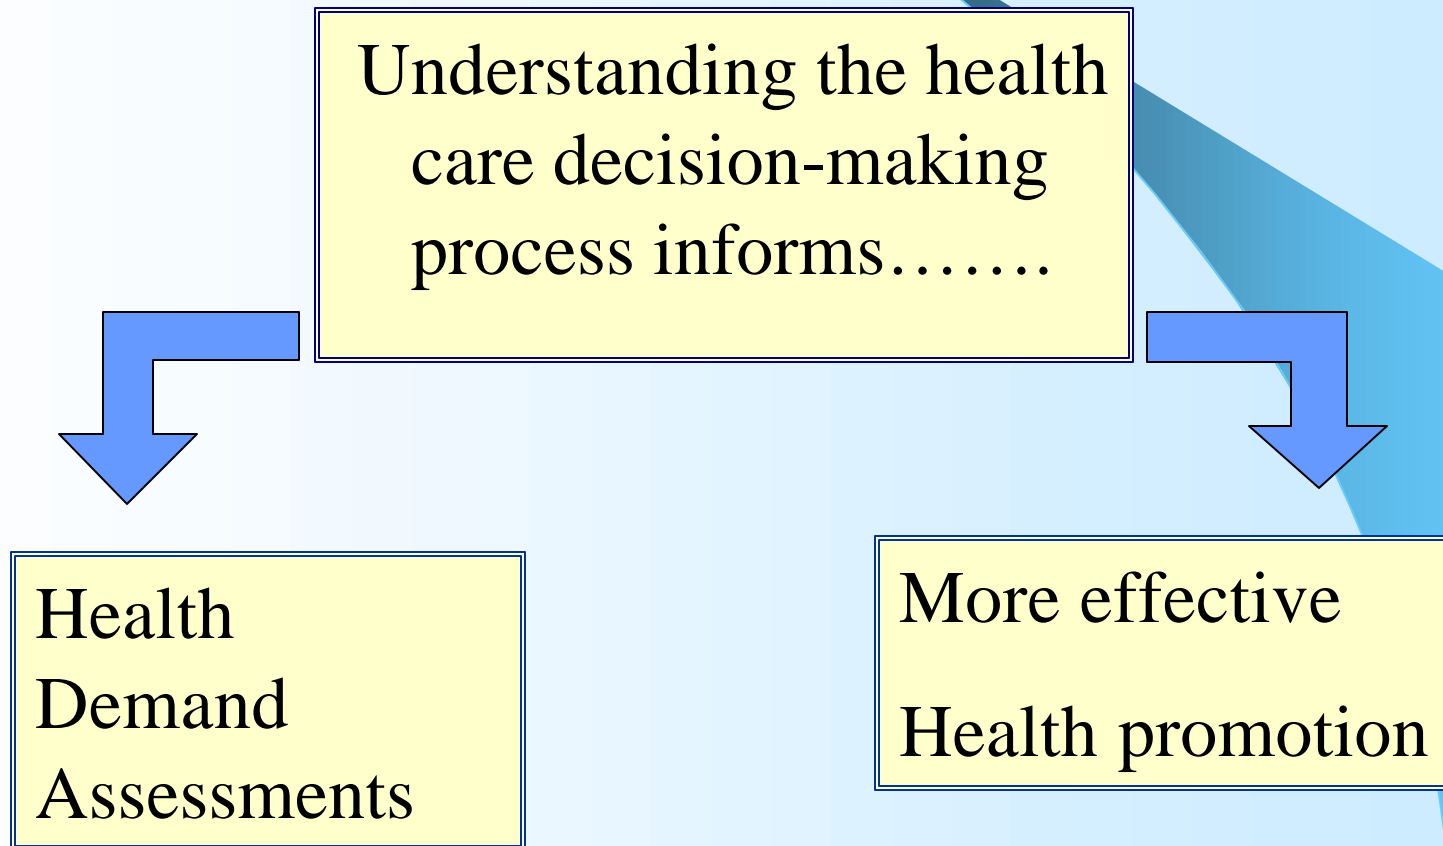 Understanding the health
care decision-making
process informs…….
Health
Demand
Assessments
More effective
Health promotion